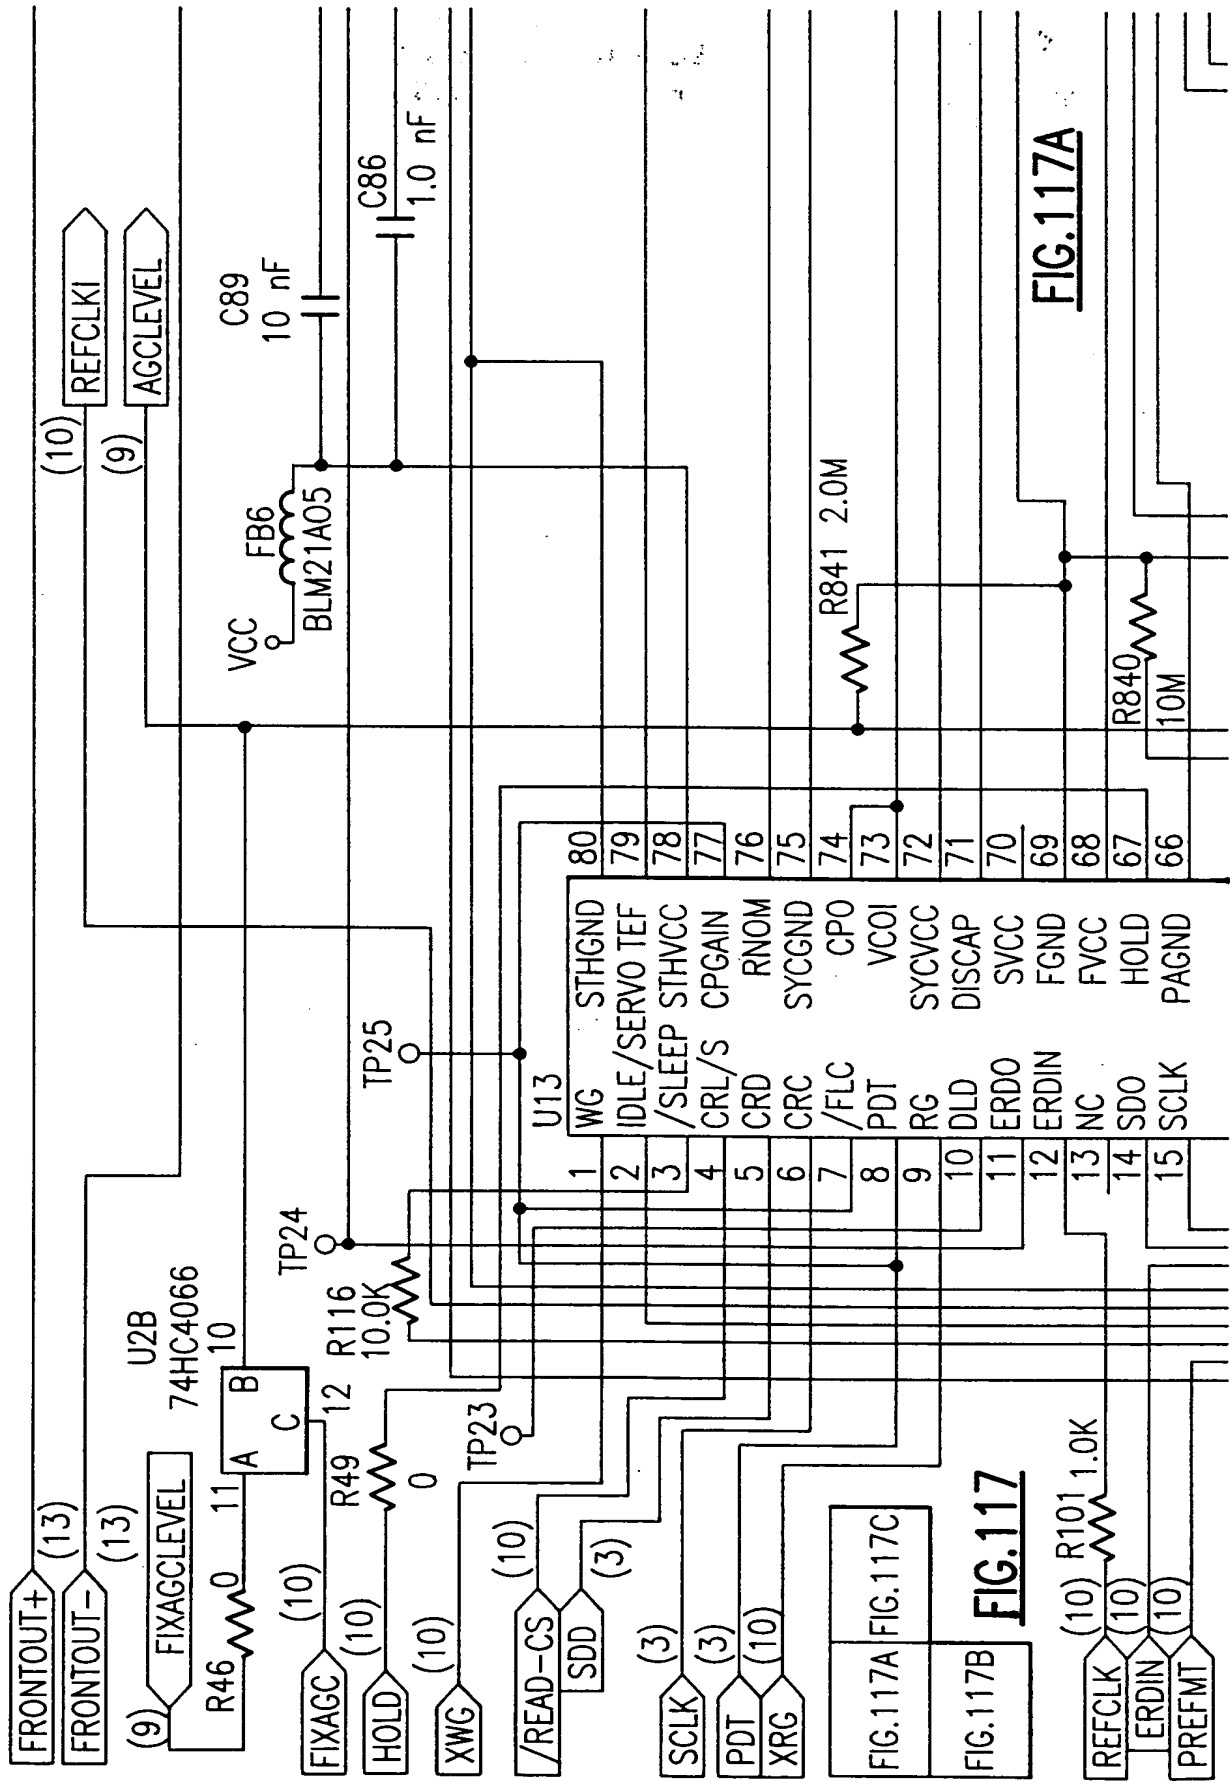 FRONTOUT+
(13)
FRONTOUT-
(13)
(10)
REFCLKI
(9)
AGCLEVEL
(9)
FIXAGCLEVEL
R46
0
11
A
B
C
10
12
U2B
74HC4066
VCC
FB6
BLM21A05
C89
10 nF
C86
1.0 nF
FIXAGC
(10)
HOLD
(10)
R49
0
TP24
R116
10.0K
TP25
TP23
XWG
(10)
/READ-CS
(10)
SDD
(3)
SCLK
(3)
PDT
(3)
XRG
(10)
U13
1 WG STHGND 80
2 IDLE/SERVO TEF 79
3 /SLEEP STHVCC 78
4 CRL/S CPGAIN 77
5 CRD RNOM 76
6 CRC SYCGND 75
7 /FLC CPO 74
8 PDT VCOI 73
9 RG SYCVCC 72
10 DLD DISCAP 71
11 ERDO SVCC 70
12 ERDIN FGND 69
13 NC FVCC 68
14 SDO HOLD 67
15 SCLK PAGND 66
R841 2.0M
R840
10M
FIG.117A
FIG.117A FIG.117C
FIG.117B
FIG.117
REFCLK
(10)
R101
1.0K
ERDIN
(10)
PREFMT
(10)